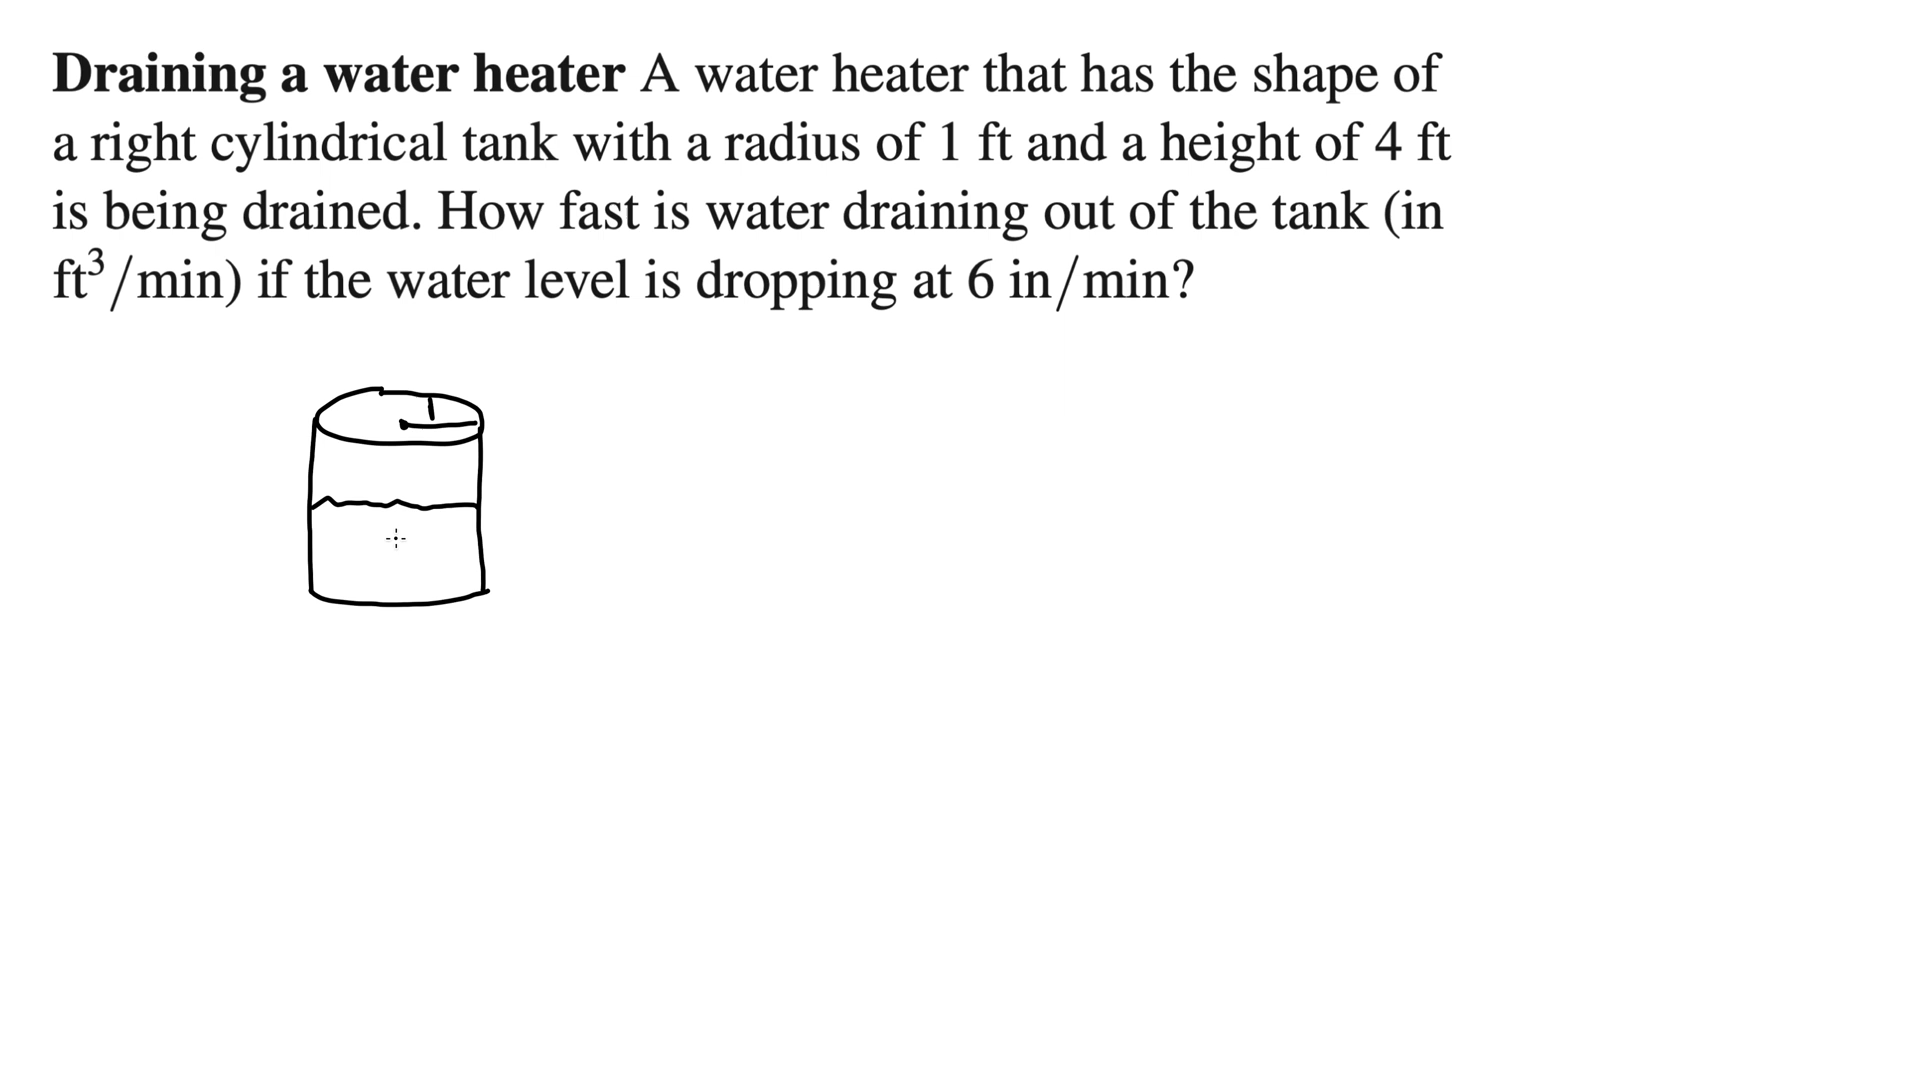 Draining a water heater A water heater that has the shape of
a right cylindrical tank with a radius of 1 ft and a height of 4 ft
is being drained. How fast is water draining out of the tank (in
ft³/min) if the water level is dropping at 6 in/min?
1